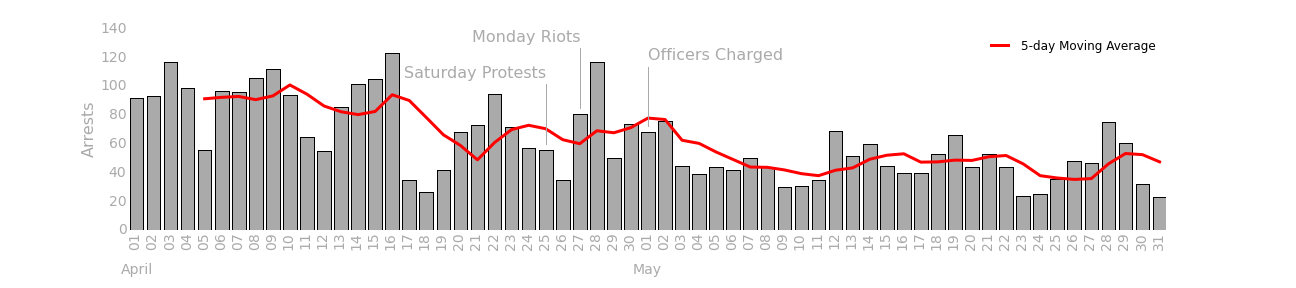 140
120
100
80
60
40
20
0
Arrests
Monday Riots
Officers Charged
Saturday Protests
5-day Moving Average
01 02 03 04 05 06 07 08 09 10 11 12 13 14 15 16 17 18 19 20 21 22 23 24 25 26 27 28 29 30 01 02 03 04 05 06 07 08 09 10 11 12 13 14 15 16 17 18 19 20 21 22 23 24 25 26 27 28 29 30 31
April May